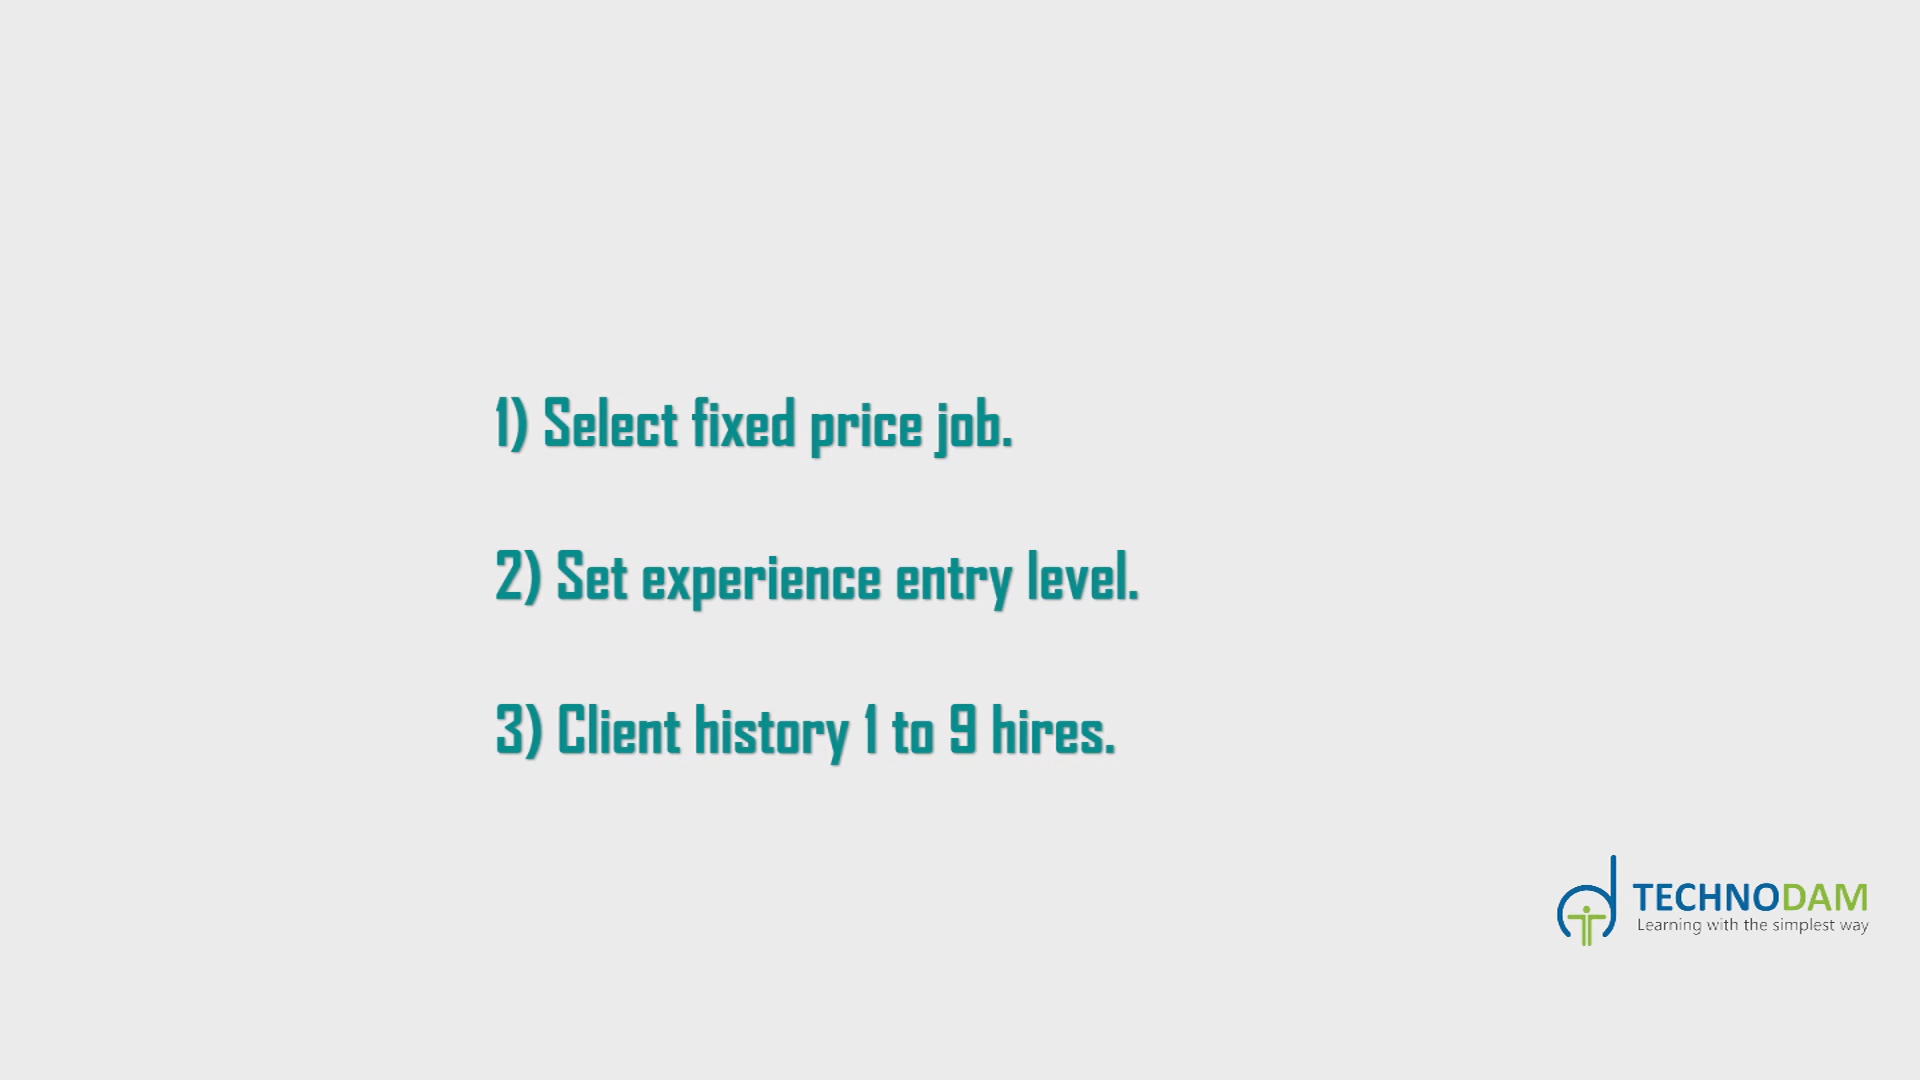 1) Select fixed price job.
2) Set experience entry level.
3) Client history 1 to 9 hires.
TECHNODAM
Learning with the simplest way